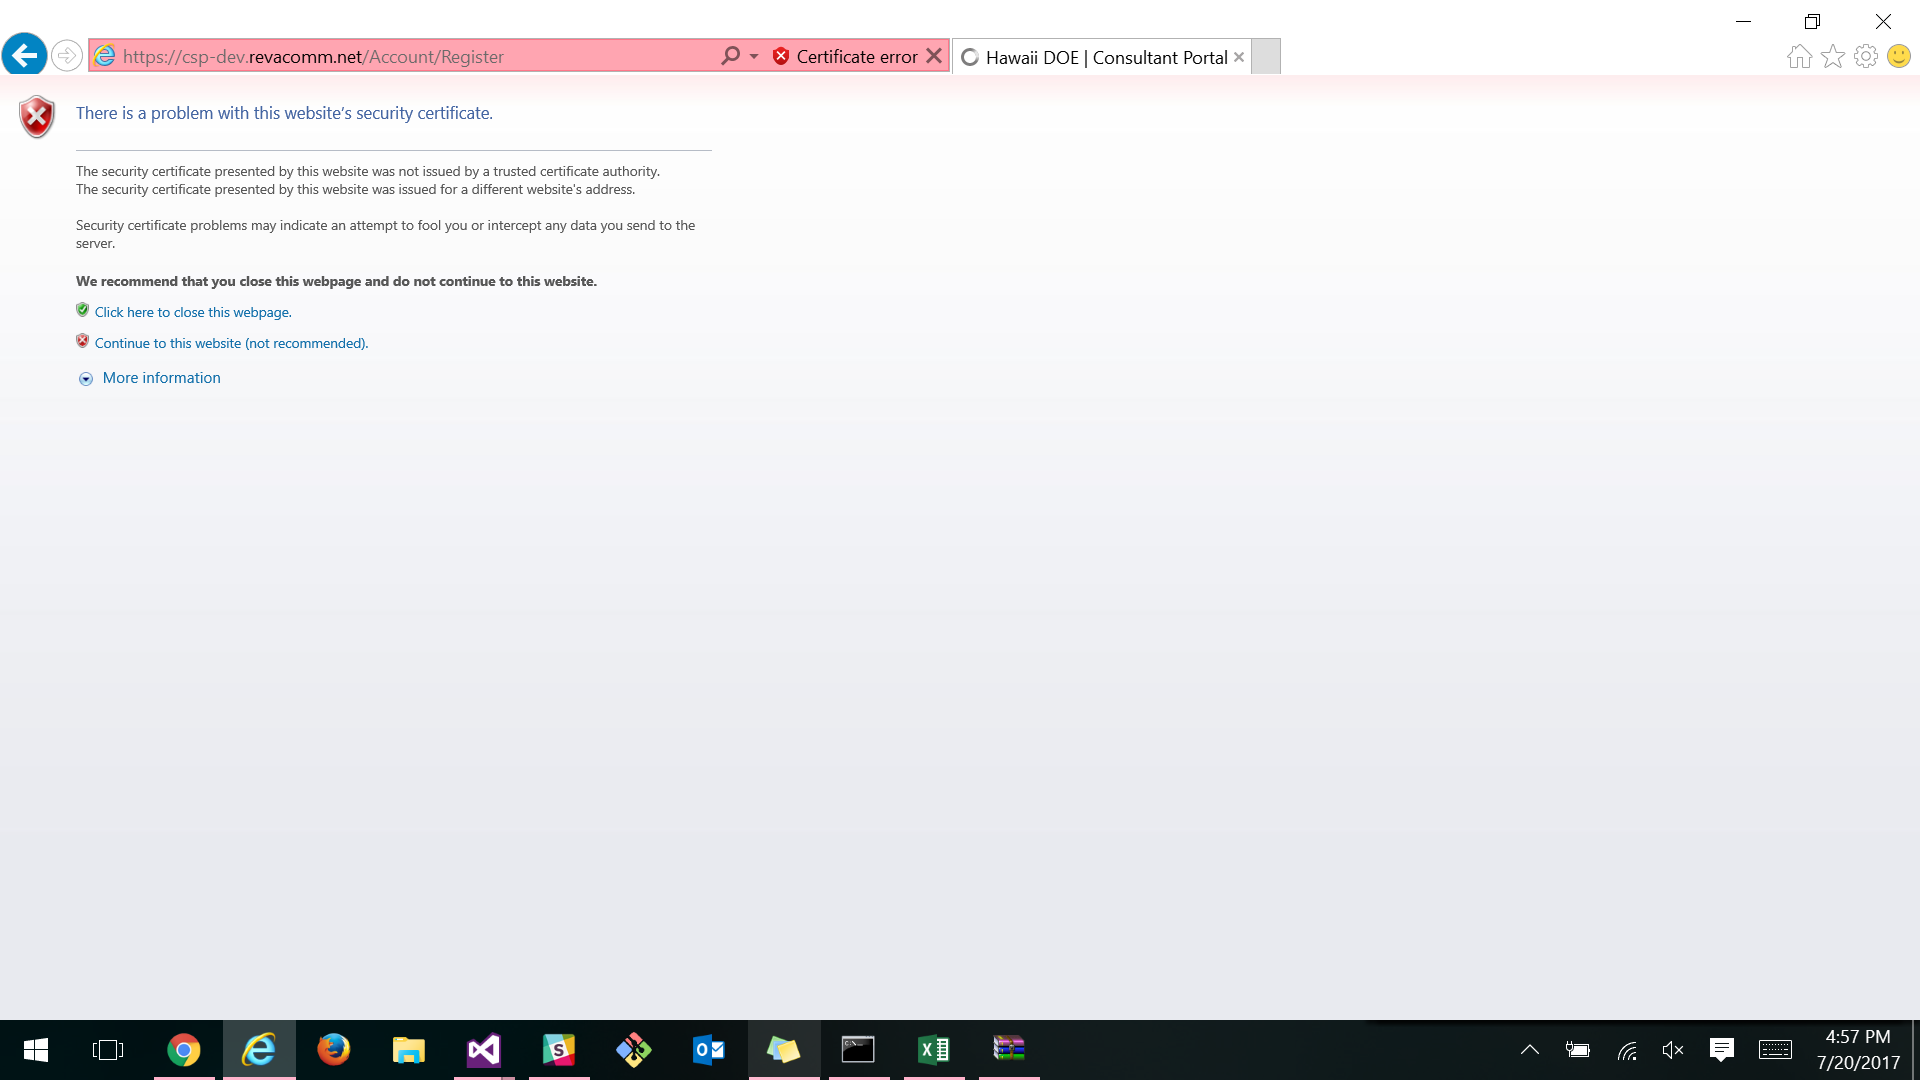 https://csp-dev.revacomm.net/Account/Register
Certificate error
Hawaii DOE | Consultant Portal
There is a problem with this website’s security certificate.
The security certificate presented by this website was not issued by a trusted certificate authority.
The security certificate presented by this website was issued for a different website's address.
Security certificate problems may indicate an attempt to fool you or intercept any data you send to the
server.
We recommend that you close this webpage and do not continue to this website.
Click here to close this webpage.
Continue to this website (not recommended).
More information
4:57 PM
7/20/2017